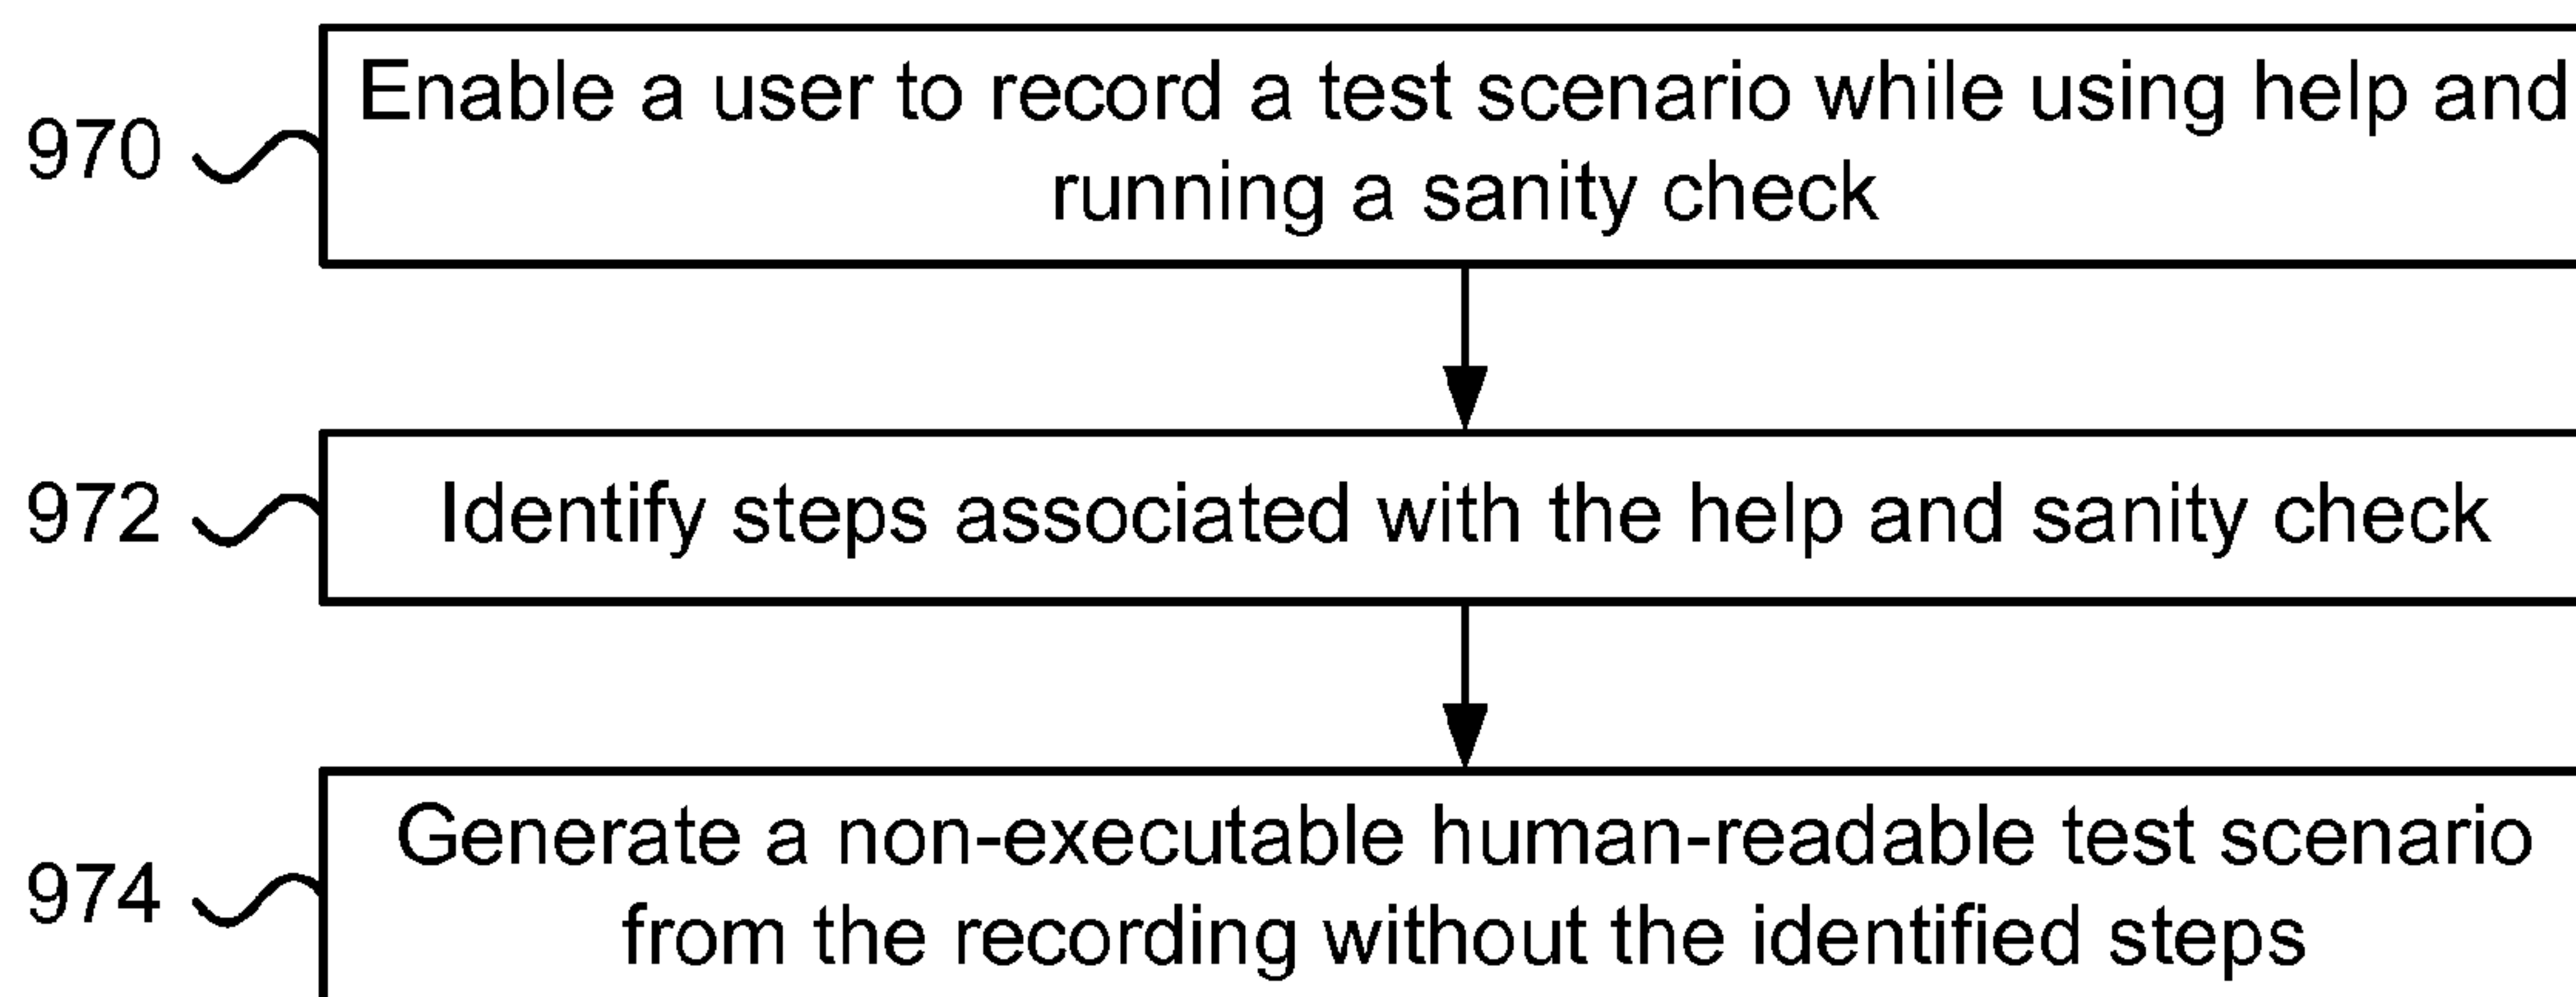 970
Enable a user to record a test scenario while using help and
running a sanity check
972
Identify steps associated with the help and sanity check
974
Generate a non-executable human-readable test scenario
from the recording without the identified steps